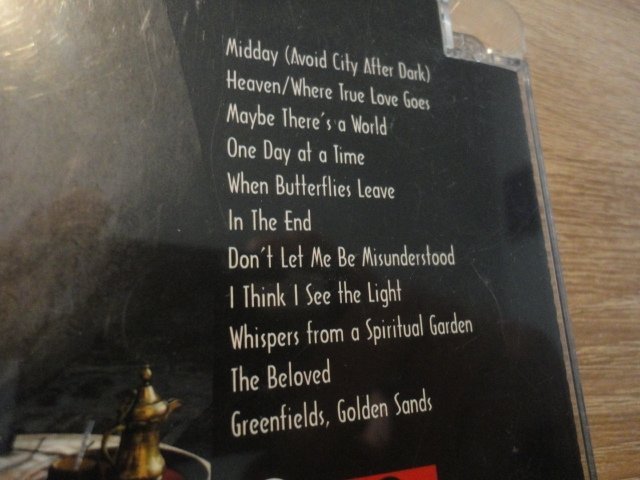 Midday (Avoid City After Dark)
Heaven/Where True Love Goes
Maybe There's a World
One Day at a Time
When Butterflies Leave
In The End
Don't Let Me Be Misunderstood
I Think I See the Light
Whispers from a Spiritual Garden
The Beloved
Greenfields, Golden Sands